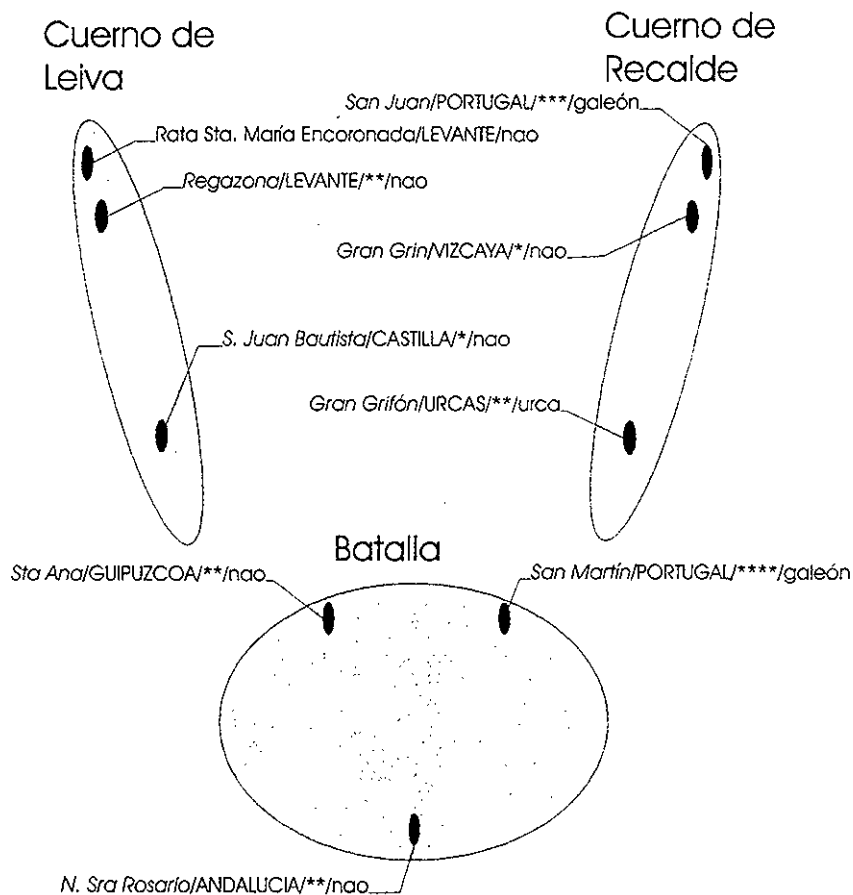 Cuerno de
Leiva
Cuerno de
Recalde
San Juan/PORTUGAL/***/galeón
Rata Sta. María Encoronada/LEVANTE/nao
Regazona/LEVANTE/**/nao
Gran Grin/VIZCAYA/*/nao
S. Juan Bautista/CASTILLA/*/nao
Gran Grifón/URCAS/**/urca
Batalla
Sta Ana/GUIPUZCOA/**/nao
San Martín/PORTUGAL/****/galeón
N. Sra Rosario/ANDALUCIA/**/nao